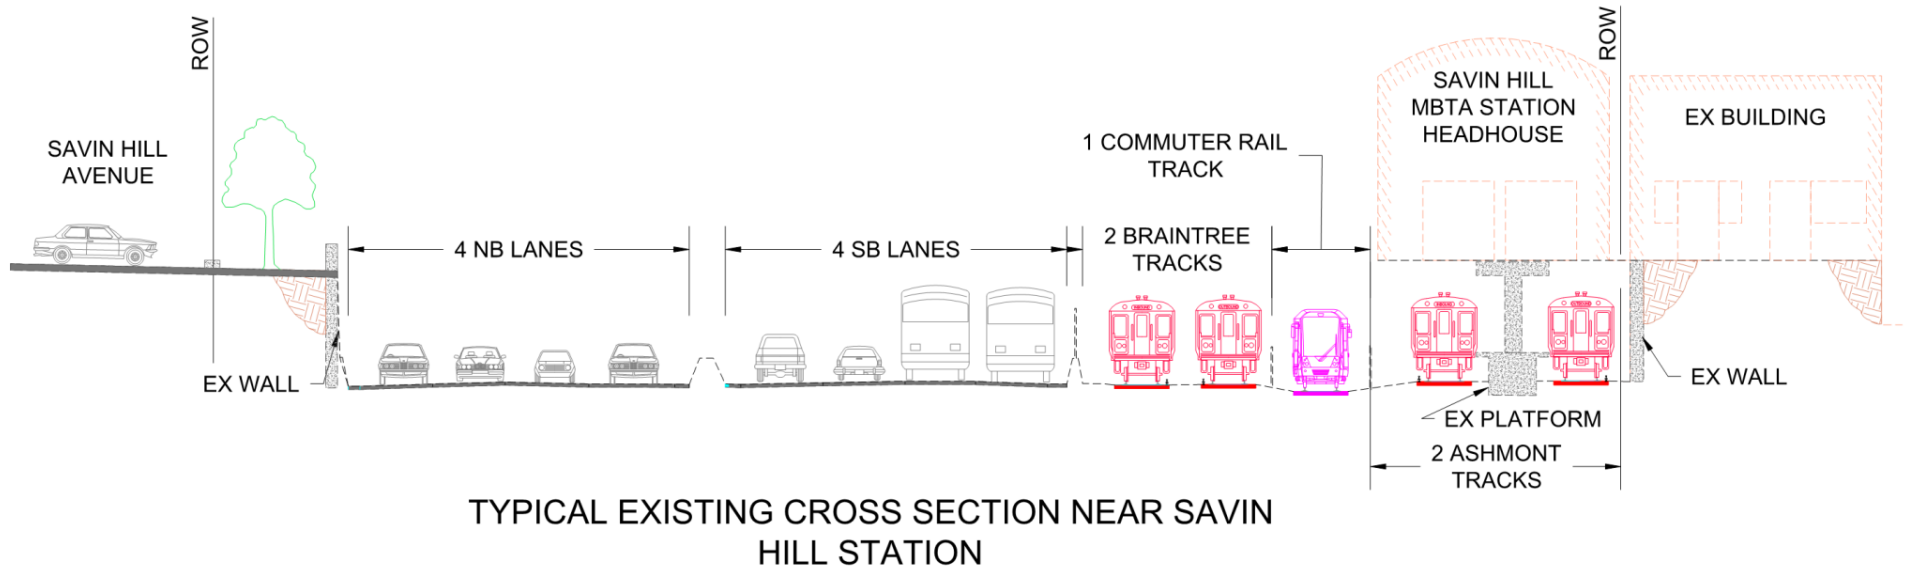 ROW
ROW
SAVIN HILL
AVENUE
4 NB LANES
4 SB LANES
2 BRAINTREE
TRACKS
1 COMMUTER RAIL
TRACK
SAVIN HILL
MBTA STATION
HEADHOUSE
EX BUILDING
EX WALL
EX WALL
EX PLATFORM
2 ASHMONT
TRACKS
TYPICAL EXISTING CROSS SECTION NEAR SAVIN
HILL STATION